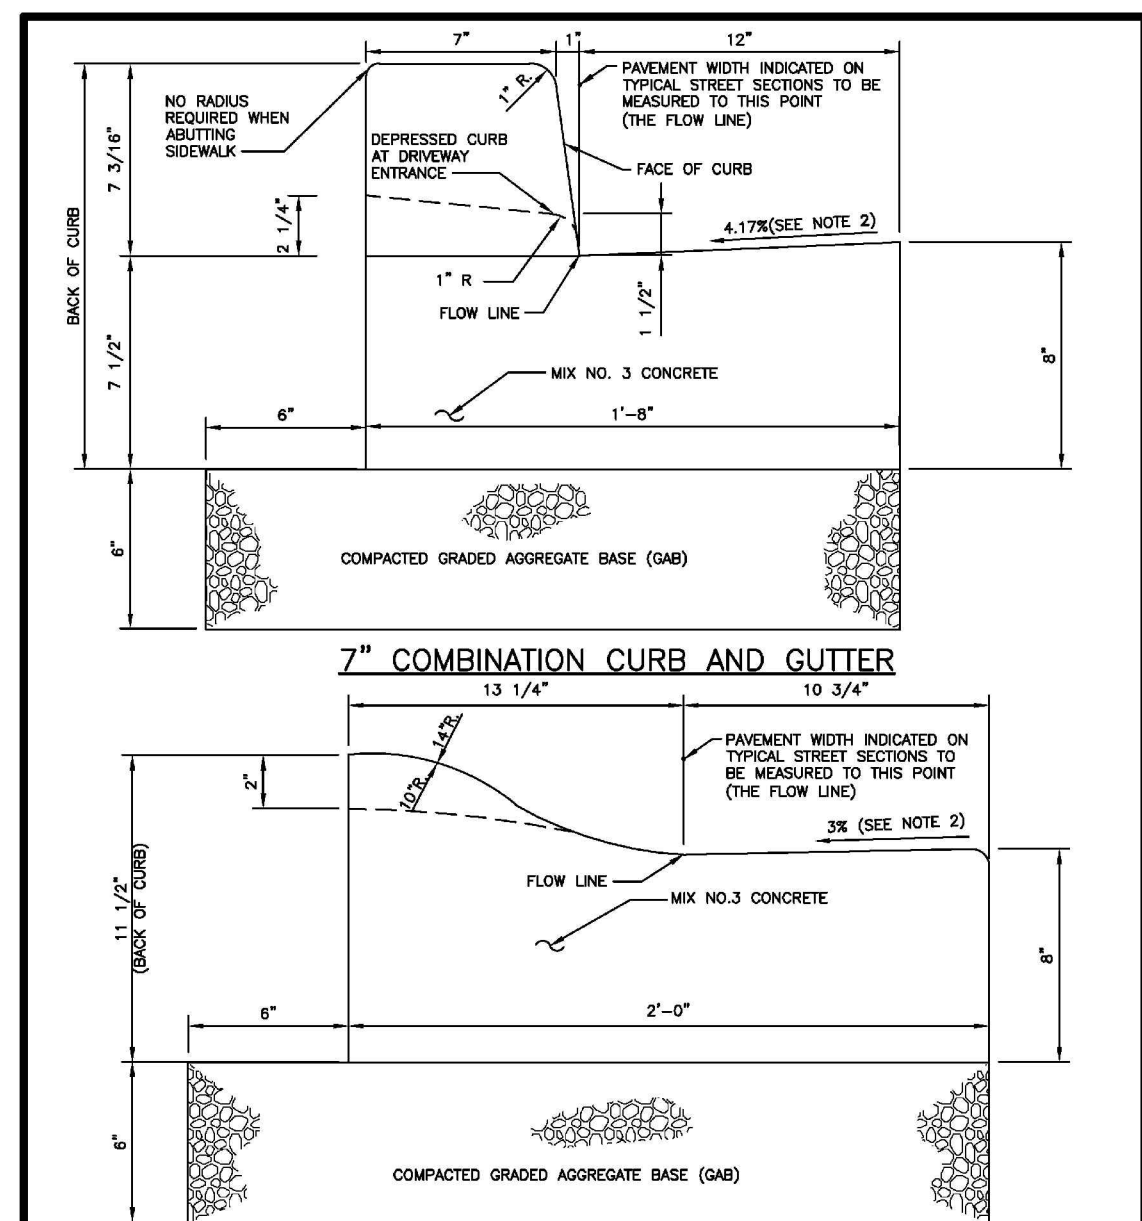 7" 1" 12"
NO RADIUS
REQUIRED WHEN
ABUTTING
SIDEWALK
1" R.
PAVEMENT WIDTH INDICATED ON
TYPICAL STREET SECTIONS TO BE
MEASURED TO THIS POINT
(THE FLOW LINE)
DEPRESSED CURB
AT DRIVEWAY
ENTRANCE
FACE OF CURB
BACK OF CURB
7 3/16"
2 1/4"
4.17%(SEE NOTE 2)
1" R
FLOW LINE
1 1/2"
7 1/2"
8"
MIX NO. 3 CONCRETE
6" 1'-8"
6"
COMPACTED GRADED AGGREGATE BASE (GAB)
7" COMBINATION CURB AND GUTTER
13 1/4" 10 3/4"
14"R.
10"R.
2"
PAVEMENT WIDTH INDICATED ON
TYPICAL STREET SECTIONS TO
BE MEASURED TO THIS POINT
(THE FLOW LINE)
3% (SEE NOTE 2)
11 1/2"
(BACK OF CURB)
FLOW LINE
MIX NO.3 CONCRETE
8"
6" 2'-0"
6"
COMPACTED GRADED AGGREGATE BASE (GAB)